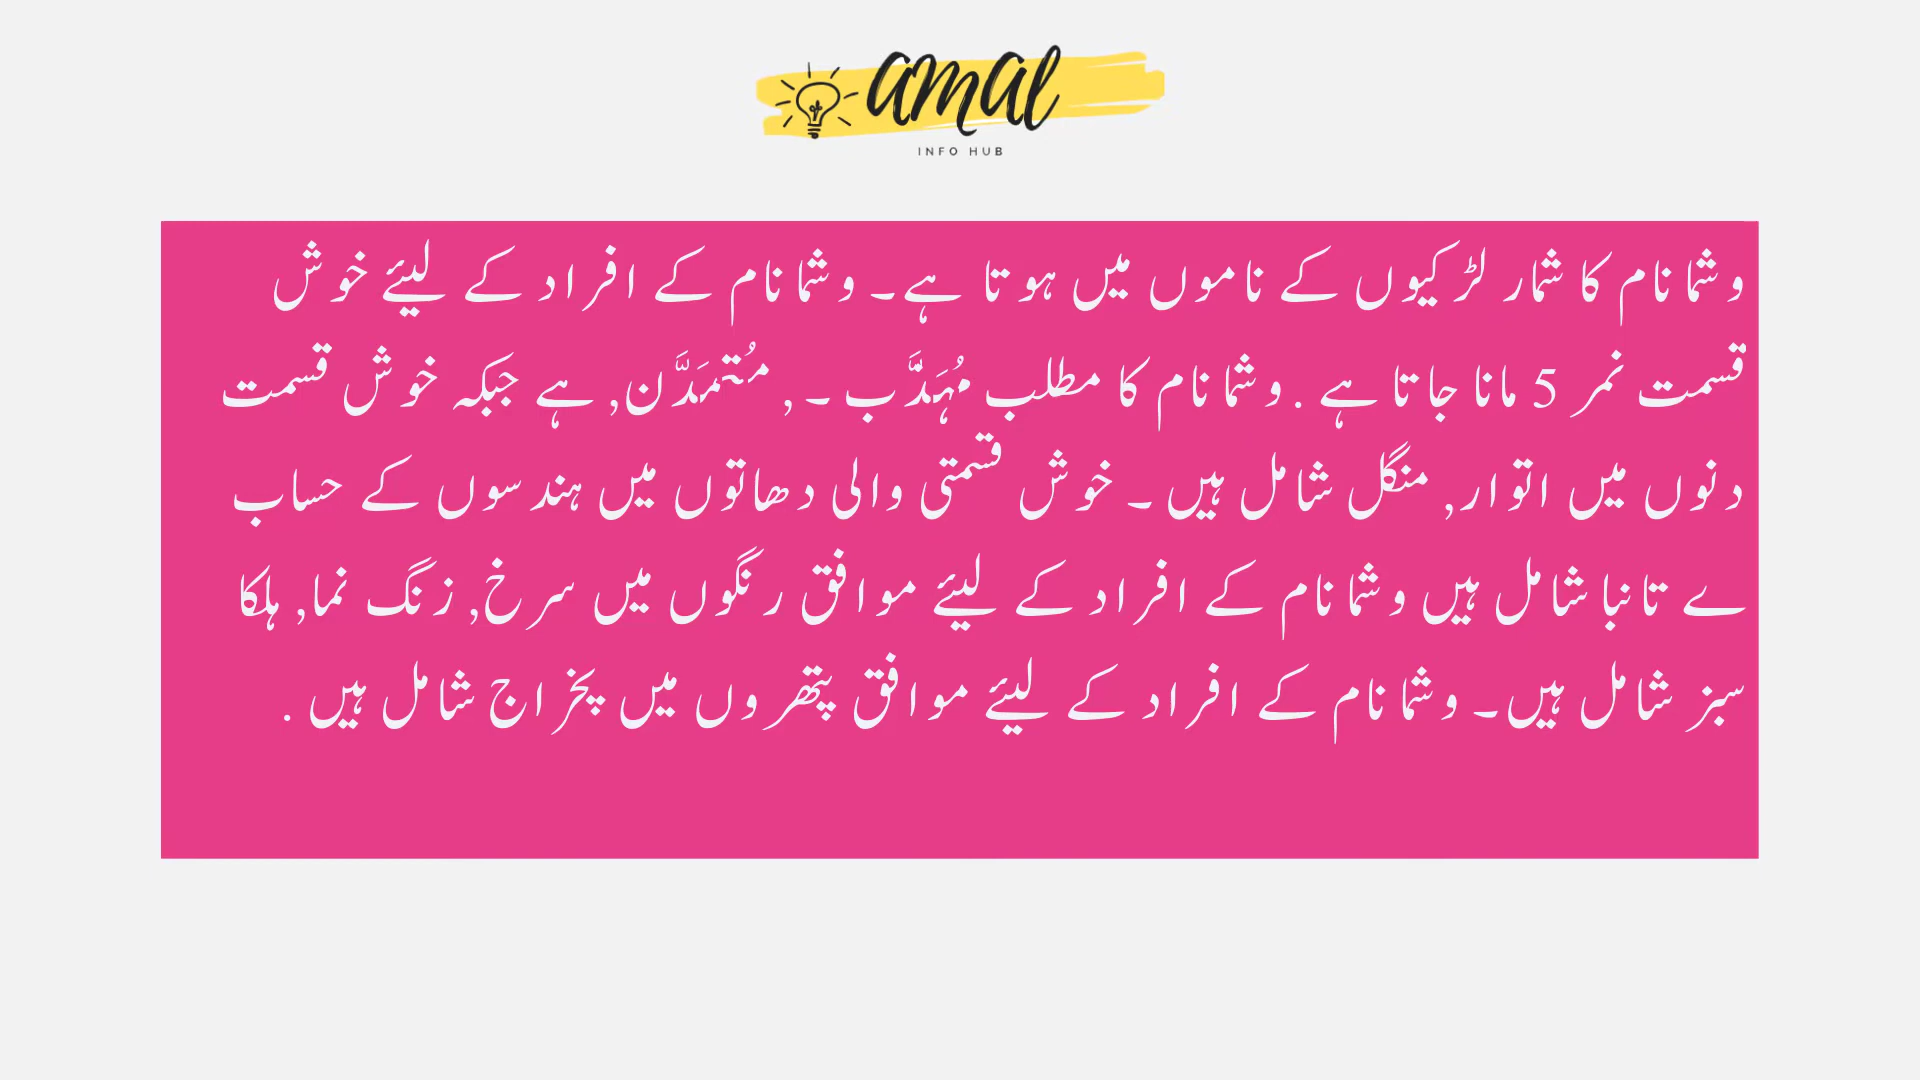 amal
INFO HUB
وشما نام کا شمار لڑکیوں کے ناموں میں ہوتا ہے۔ وشما نام کے افراد کے لیئے خوش
قسمت نمر 5 مانا جاتا ہے . وشما نام کا مطلب مُہَذَّب ۔, مُتمَدَّن, ہے جبکہ خوش قسمت
دنوں میں اتوار, منگل شامل ہیں ۔ خوش قسمتی والی دھاتوں میں ہندسوں کے حساب
ے تانبا شامل ہیں وشما نام کے افراد کے لیئے موافق رنگوں میں سرخ, زنگ نما, ہلکا
سبز شامل ہیں۔ وشما نام کے افراد کے لیئے موافق پتھروں میں پخراج شامل ہیں .